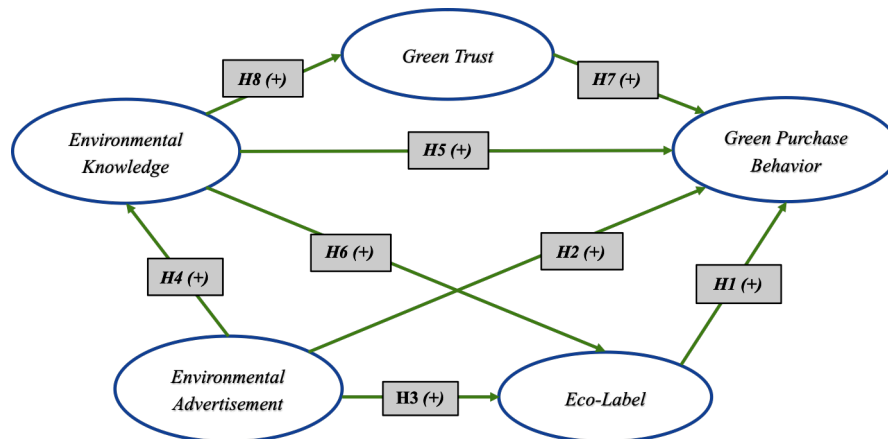 Green Trust
H8 (+)
H7 (+)
Environmental
Knowledge
H5 (+)
Green Purchase
Behavior
H6 (+)
H2 (+)
H4 (+)
H1 (+)
Environmental
Advertisement
H3 (+)
Eco-Label